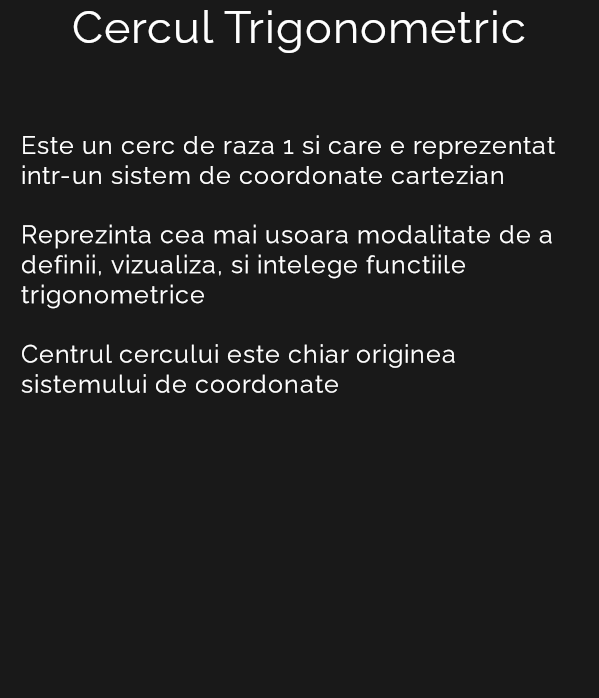 Cercul Trigonometric
Este un cerc de raza 1 si care e reprezentat
intr-un sistem de coordonate cartezian
Reprezinta cea mai usoara modalitate de a
definii, vizualiza, si intelege functiile
trigonometrice
Centrul cercului este chiar originea
sistemului de coordonate